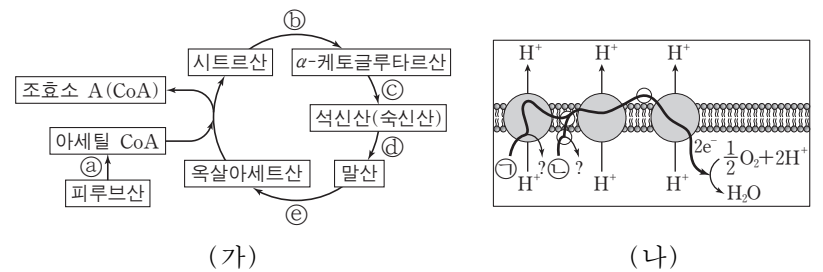 ⓑ
시트르산
α-케토글루타르산
조효소 A(CoA)
ⓒ
석신산(숙신산)
아세틸 CoA
ⓐ
ⓓ
옥살아세트산
말산
피루브산
ⓔ
(가)
H⁺ H⁺ H⁺
㉠ ? ㉡ ?
2e⁻ ½O₂+2H⁺
H⁺ H⁺ H⁺
H₂O
(나)